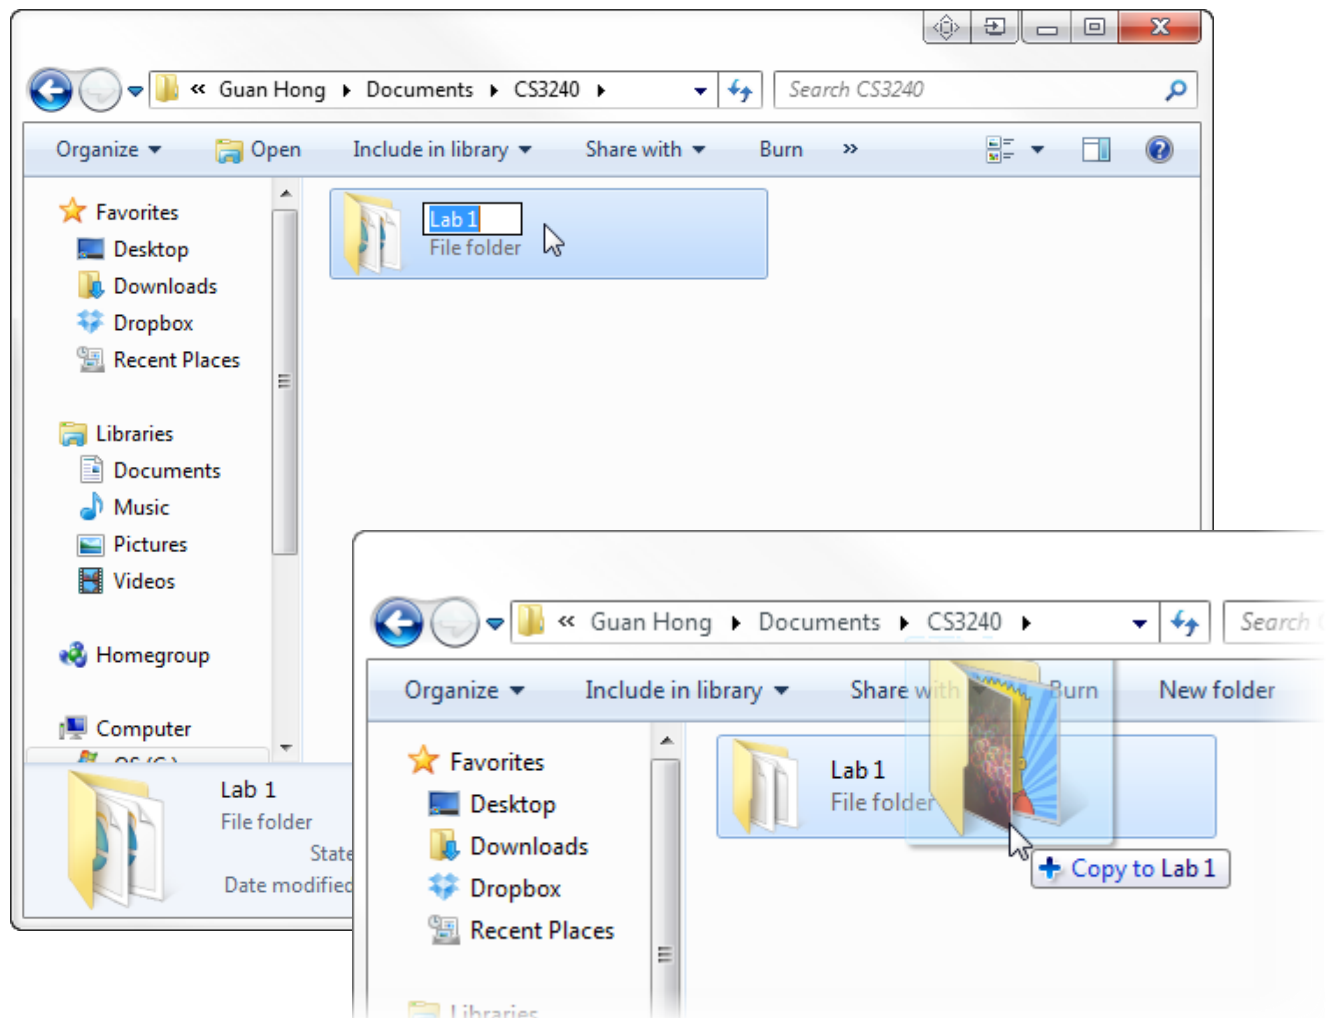 « Guan Hong ▸ Documents ▸ CS3240 ▸
Search CS3240
Organize
Open
Include in library
Share with
Burn
»
Favorites
Desktop
Downloads
Dropbox
Recent Places
Libraries
Documents
Music
Pictures
Videos
Homegroup
Computer
OS (C:)
Lab 1
File folder
Lab 1
File folder
State
Date modified
« Guan Hong ▸ Documents ▸ CS3240 ▸
Search
Organize
Include in library
Share with
Burn
New folder
Favorites
Desktop
Downloads
Dropbox
Recent Places
Libraries
Lab 1
File folder
Copy to Lab 1